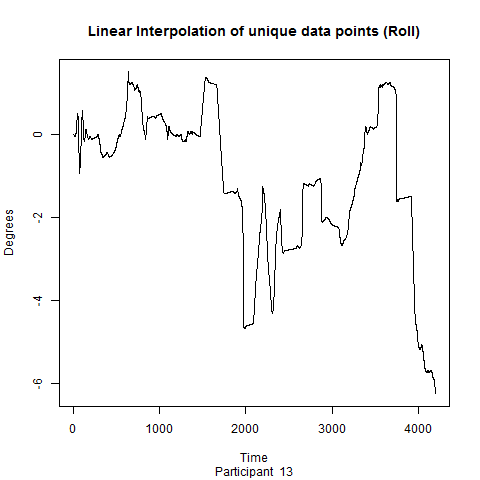 Linear Interpolation of unique data points (Roll)
Degrees
0
-2
-4
-6
0 1000 2000 3000 4000
Time
Participant 13